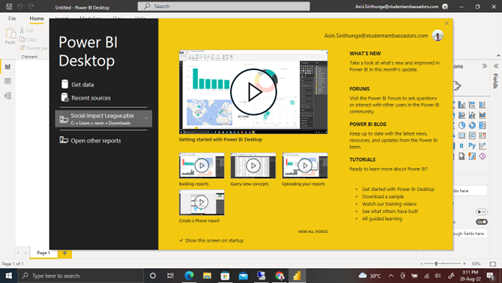 Untitled - Power BI Desktop
Search
Asin.Sirithunga@studentambassadors.com
File
Home
Paste
Cut
Copy
Clipboard
Power BI
Desktop
Get data
Recent sources
Social Impact League.pbix
C: » Users » navin » Downloads
Open other reports
Getting started with Power BI Desktop
Building reports
Query view concepts
Uploading your reports
Create a Phone report
VIEW ALL VIDEOS
Show this screen on startup
Asin.Sirithunga@studentambassadors.com
WHAT'S NEW
Take a look at what's new and improved in
Power BI in this month's update.
FORUMS
Visit the Power BI Forum to ask questions
or interact with other users in the Power BI
community.
POWER BI BLOG
Keep up to date with the latest news,
resources, and updates from the Power BI
team.
TUTORIALS
Ready to learn more about Power BI?
Get started with Power BI Desktop
Download a sample
Watch our training videos
See what others have built
All guided learning
Fields
Page 1
Page 1 of 1
69%
Type here to search
30°C
3:11 PM
20-Aug-22